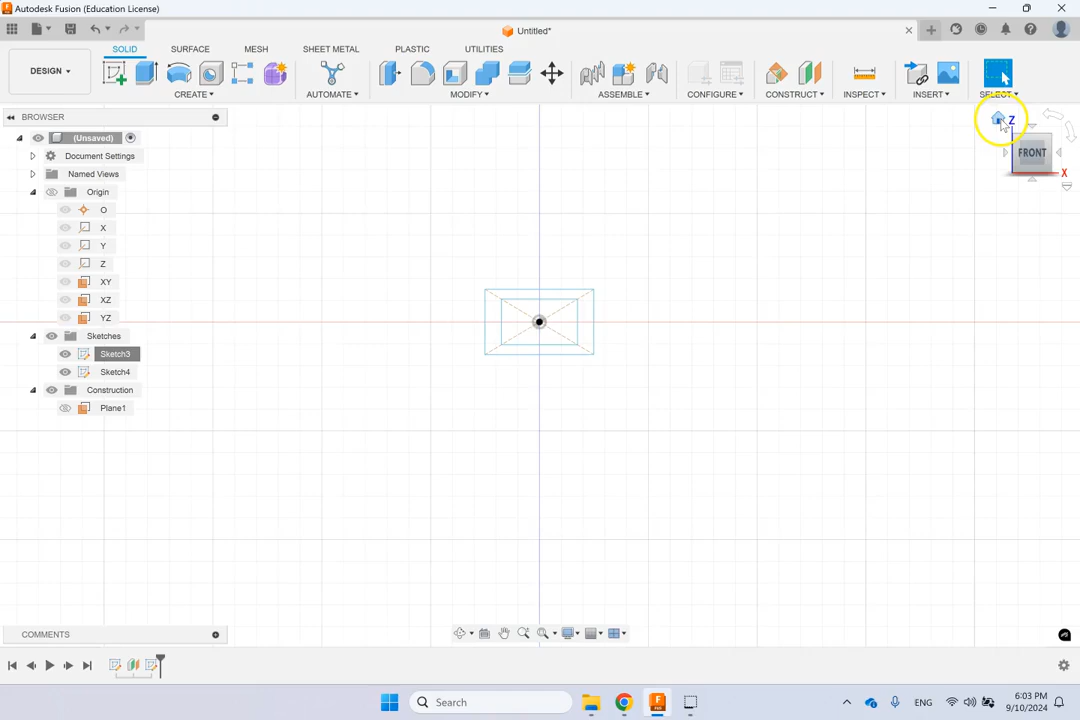 Autodesk Fusion (Education License)
Untitled*
SOLID SURFACE MESH SHEET METAL PLASTIC UTILITIES
DESIGN
CREATE AUTOMATE MODIFY ASSEMBLE CONFIGURE CONSTRUCT INSPECT INSERT SELECT
BROWSER
(Unsaved)
Document Settings
Named Views
Origin
O
X
Y
Z
XY
XZ
YZ
Sketches
Sketch3
Sketch4
Construction
Plane1
Z
FRONT
X
COMMENTS
Search
ENG
6:03 PM
9/10/2024